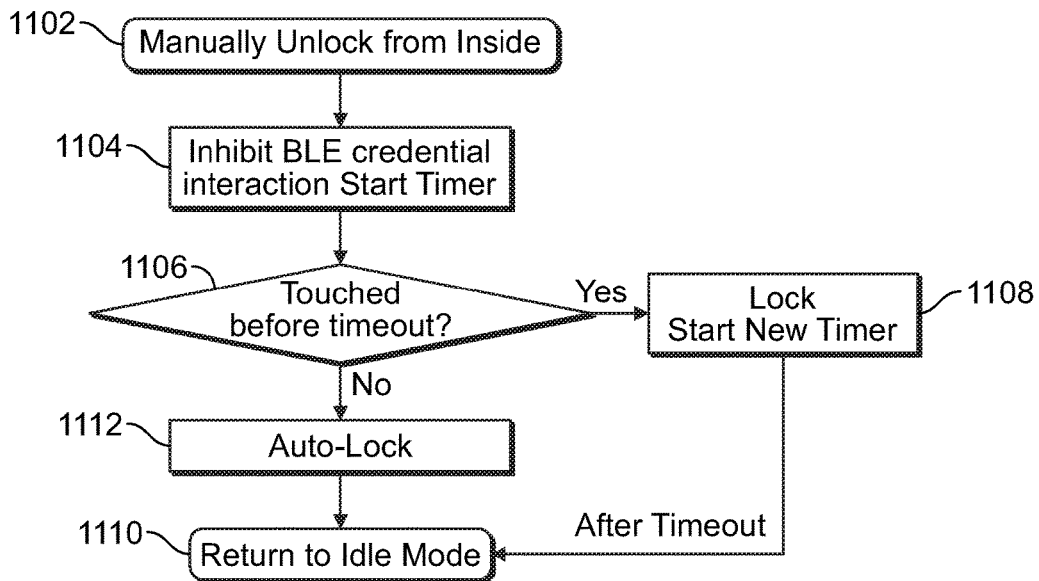 1102
Manually Unlock from Inside
1104
Inhibit BLE credential
interaction Start Timer
1106
Touched
before timeout?
Yes
Lock
Start New Timer
1108
No
1112
Auto-Lock
After Timeout
1110
Return to Idle Mode